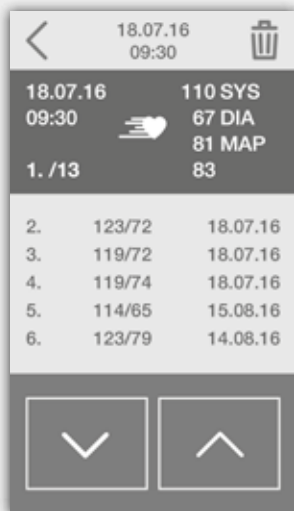 18.07.16
09:30
18.07.16 110 SYS
09:30 67 DIA
81 MAP
1. /13 83
2. 123/72 18.07.16
3. 119/72 18.07.16
4. 119/74 18.07.16
5. 114/65 15.08.16
6. 123/79 14.08.16